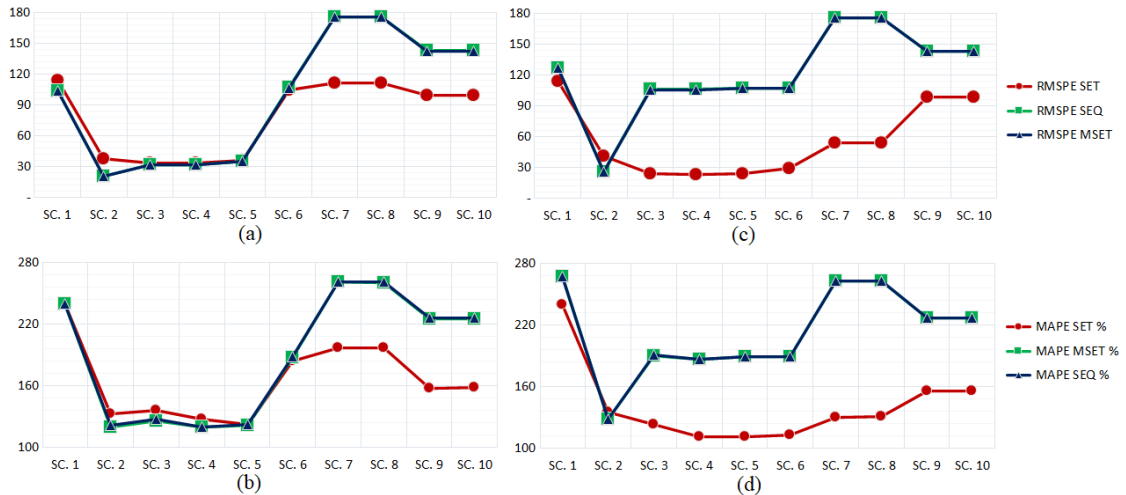 180
150
120
90
60
30
-
SC. 1 SC. 2 SC. 3 SC. 4 SC. 5 SC. 6 SC. 7 SC. 8 SC. 9 SC. 10
(a)
180
150
120
90
60
30
-
SC. 1 SC. 2 SC. 3 SC. 4 SC. 5 SC. 6 SC. 7 SC. 8 SC. 9 SC. 10
(c)
RMSPE SET
RMSPE SEQ
RMSPE MSET
280
220
160
100
SC. 1 SC. 2 SC. 3 SC. 4 SC. 5 SC. 6 SC. 7 SC. 8 SC. 9 SC. 10
(b)
280
220
160
100
SC. 1 SC. 2 SC. 3 SC. 4 SC. 5 SC. 6 SC. 7 SC. 8 SC. 9 SC. 10
(d)
MAPE SET %
MAPE MSET %
MAPE SEQ %